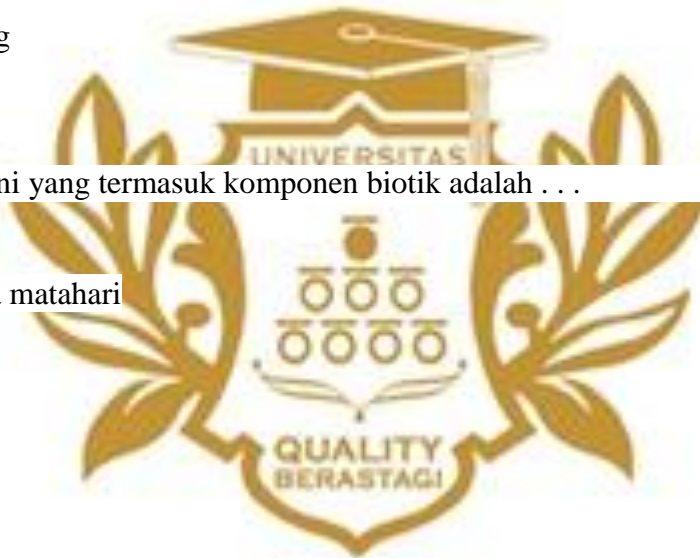 g
UNIVERSITAS
ni yang termasuk komponen biotik adalah . . .
matahari
QUALITY
BERASTAGI